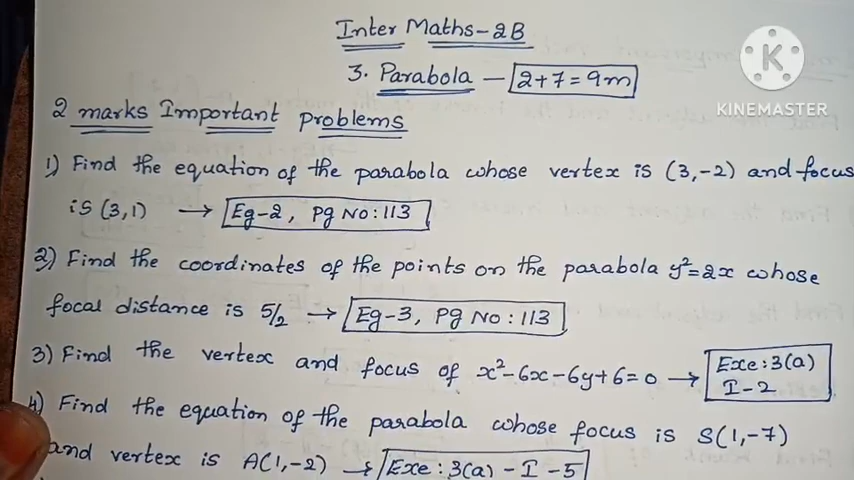 Inter Maths-2B
3. Parabola — 2+7=9m
KINEMASTER
2 marks Important problems
1) Find the equation of the parabola whose vertex is (3,-2) and focus
is (3,1) → Eg-2, Pg No:113
2) Find the coordinates of the points on the parabola y²=2x whose
focal distance is 5/2 → Eg-3, Pg No:113
3) Find the vertex and focus of x²-6x-6y+6=0 → Exe:3(a)
I-2
4) Find the equation of the parabola whose focus is S(1,-7)
and vertex is A(1,-2) → Exe:3(a)-I-5